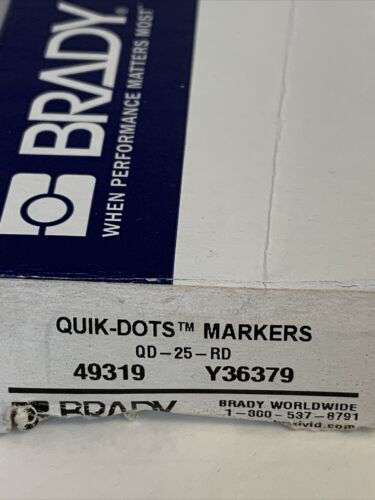 BRADY
WHEN PERFORMANCE MATTERS MOST
QUIK-DOTS™ MARKERS
QD-25-RD
49319 Y36379
BRADY
BRADY WORLDWIDE
1-800-537-8791